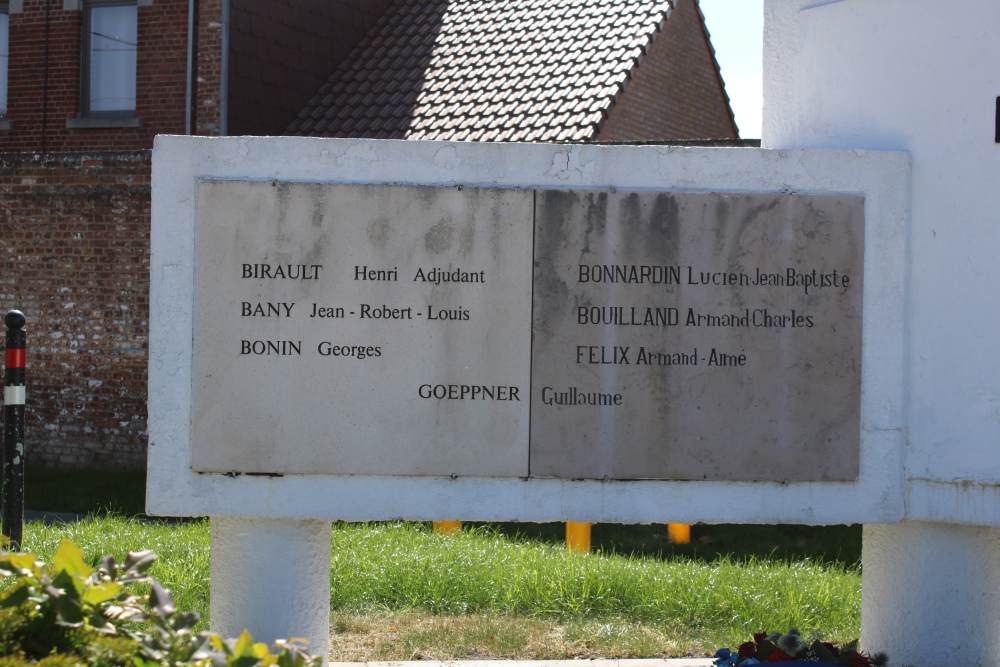 BIRAULT Henri Adjudant
BANY Jean - Robert - Louis
BONIN Georges
BONNARDIN Lucien-Jean-Baptiste
BOUILLAND Armand-Charles
FELIX Armand-Aimé
GOEPPNER Guillaume